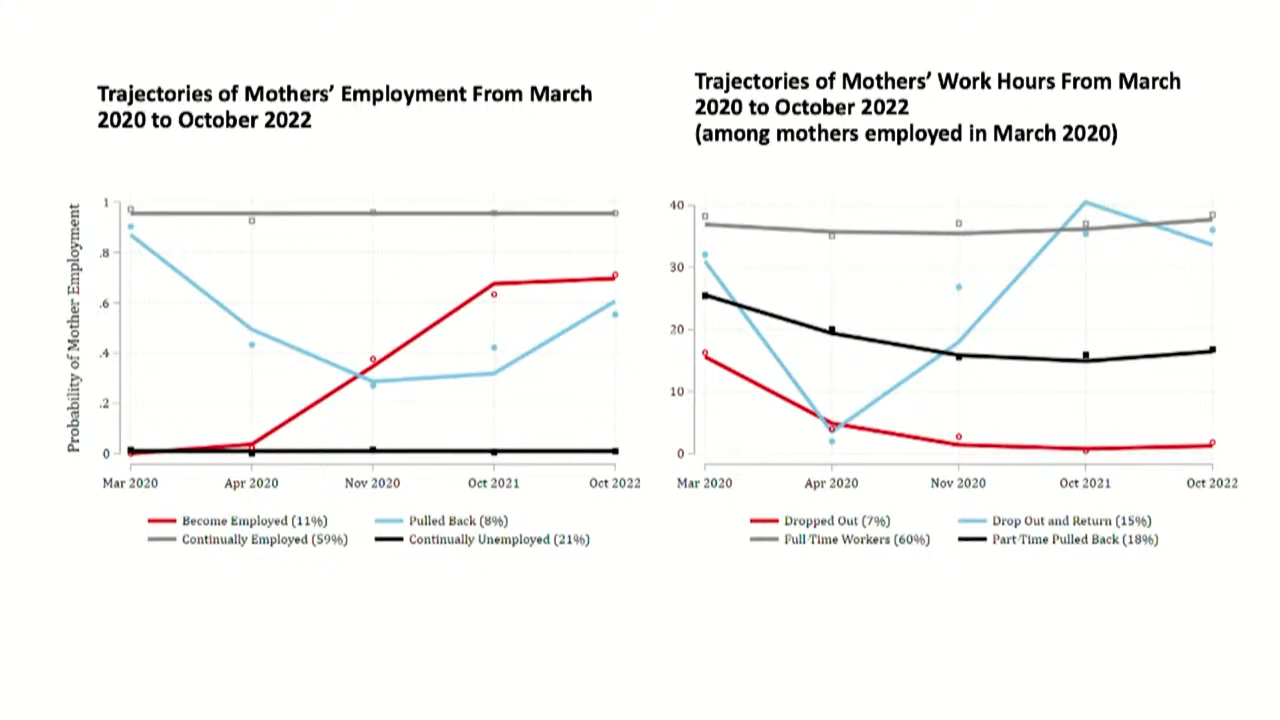 Trajectories of Mothers' Employment From March
2020 to October 2022
Probability of Mother Employment
1
.8
.6
.4
.2
0
Mar 2020
Apr 2020
Nov 2020
Oct 2021
Oct 2022
Become Employed (11%)
Pulled Back (8%)
Continually Employed (59%)
Continually Unemployed (21%)
Trajectories of Mothers' Work Hours From March
2020 to October 2022
(among mothers employed in March 2020)
40
30
20
10
0
Mar 2020
Apr 2020
Nov 2020
Oct 2021
Oct 2022
Dropped Out (7%)
Drop Out and Return (15%)
Full-Time Workers (60%)
Part-Time Pulled Back (18%)